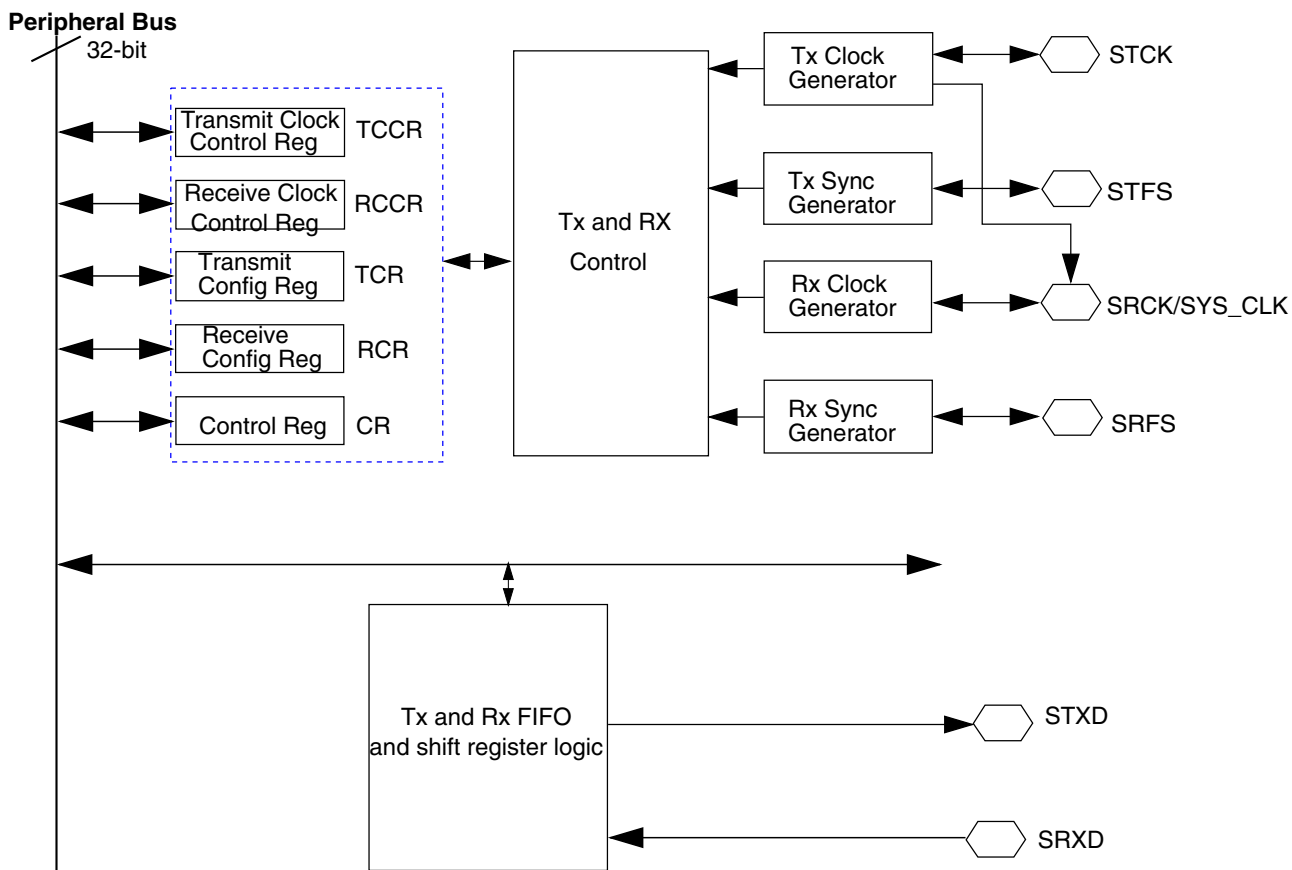 Peripheral Bus
32-bit
Transmit Clock
Control Reg
TCCR
Receive Clock
Control Reg
RCCR
Transmit
Config Reg
TCR
Receive
Config Reg
RCR
Control Reg
CR
Tx and RX
Control
Tx Clock
Generator
STCK
Tx Sync
Generator
STFS
Rx Clock
Generator
SRCK/SYS_CLK
Rx Sync
Generator
SRFS
Tx and Rx FIFO
and shift register logic
STXD
SRXD